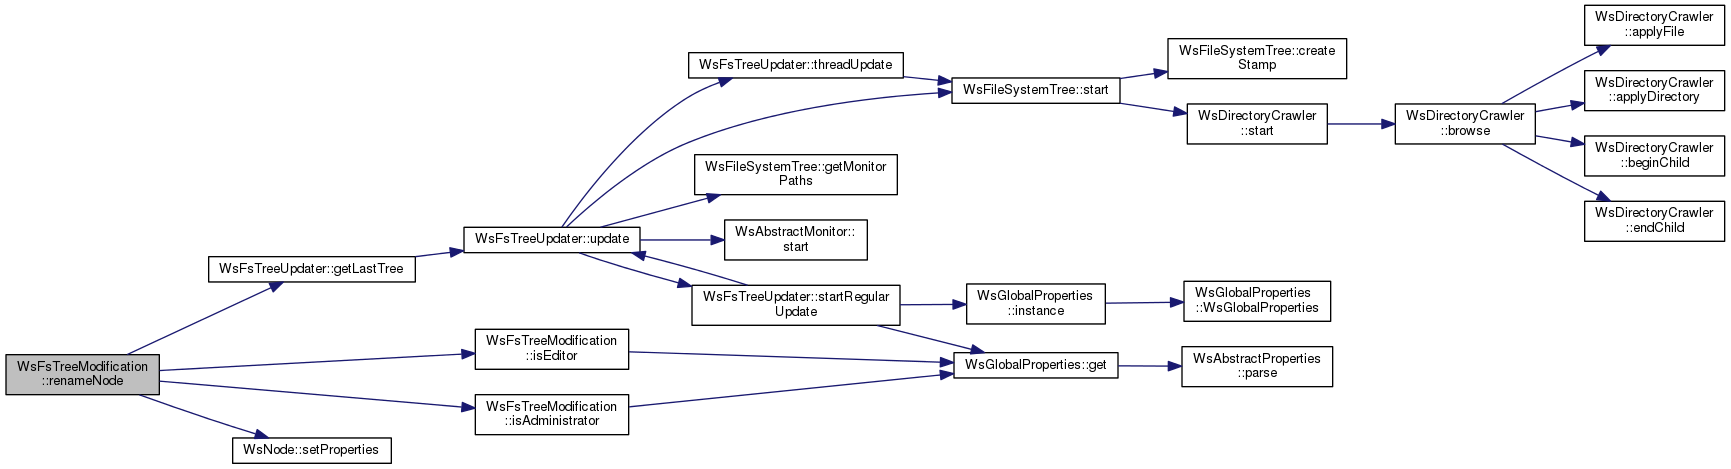 WsFsTreeModification
::renameNode
WsFsTreeUpdater::getLastTree
WsFsTreeModification
::isEditor
WsFsTreeModification
::isAdministrator
WsNode::setProperties
WsFsTreeUpdater::update
WsFsTreeUpdater::threadUpdate
WsFileSystemTree::getMonitor
Paths
WsAbstractMonitor::
start
WsFsTreeUpdater::startRegular
Update
WsFileSystemTree::start
WsGlobalProperties
::instance
WsGlobalProperties::get
WsFileSystemTree::create
Stamp
WsDirectoryCrawler
::start
WsGlobalProperties
::WsGlobalProperties
WsAbstractProperties
::parse
WsDirectoryCrawler
::browse
WsDirectoryCrawler
::applyFile
WsDirectoryCrawler
::applyDirectory
WsDirectoryCrawler
::beginChild
WsDirectoryCrawler
::endChild